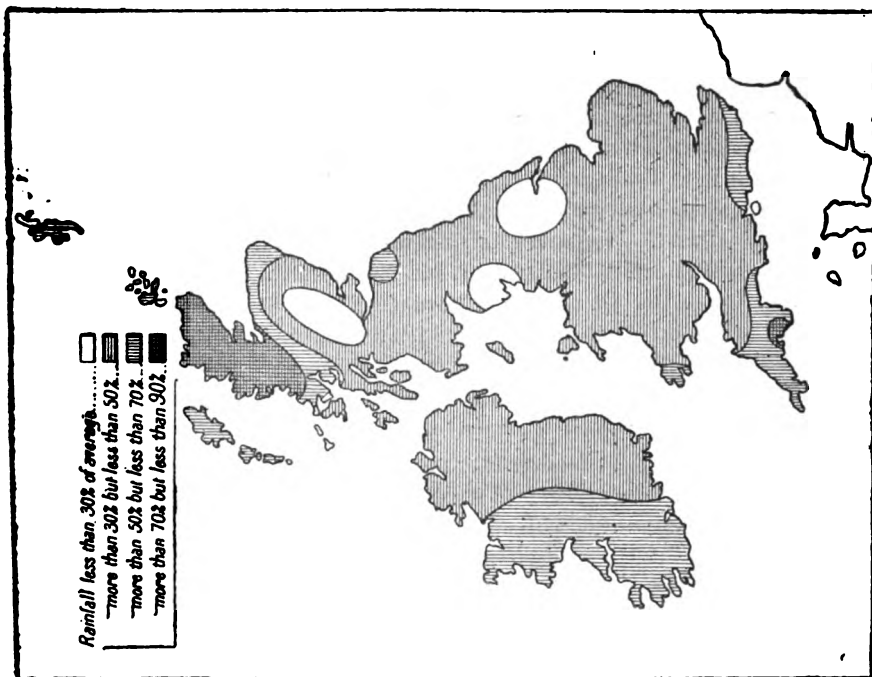 Rainfall less than 30% of average..........
—more than 30% but less than 50%...
—more than 50% but less than 70%...
—more than 70% but less than 90%...